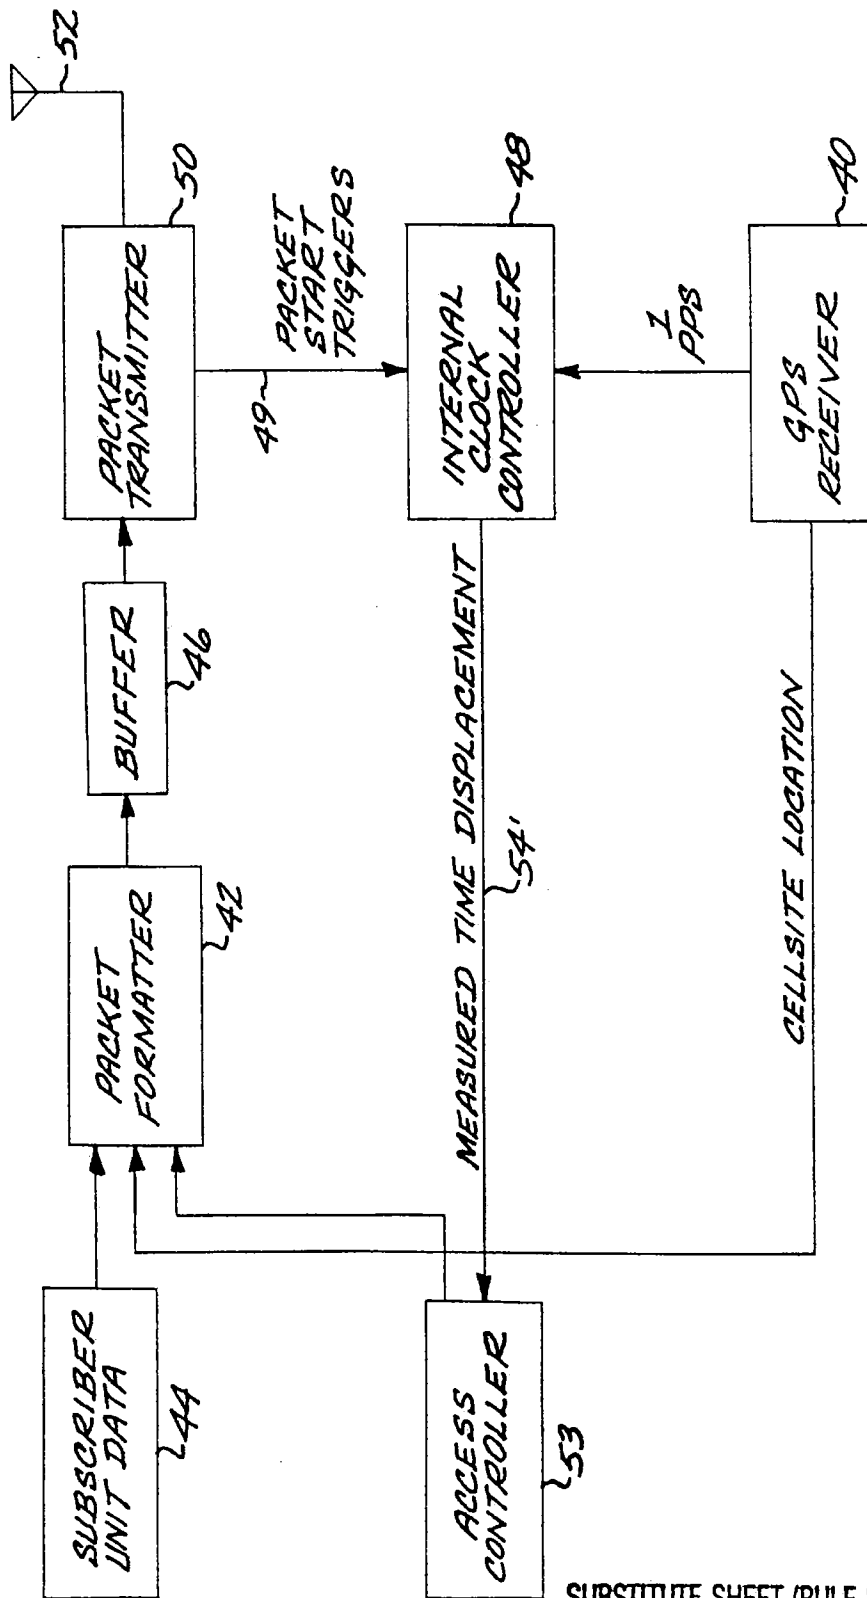 SUBSCRIBER
UNIT DATA
44
PACKET
FORMATTER
42
BUFFER
46
PACKET
TRANSMITTER
50
52
49
PACKET
START
TRIGGERS
ACCESS
CONTROLLER
53
MEASURED TIME DISPLACEMENT
54'
INTERNAL
CLOCK
CONTROLLER
48
1
PPS
CELLSITE LOCATION
GPS
RECEIVER
40